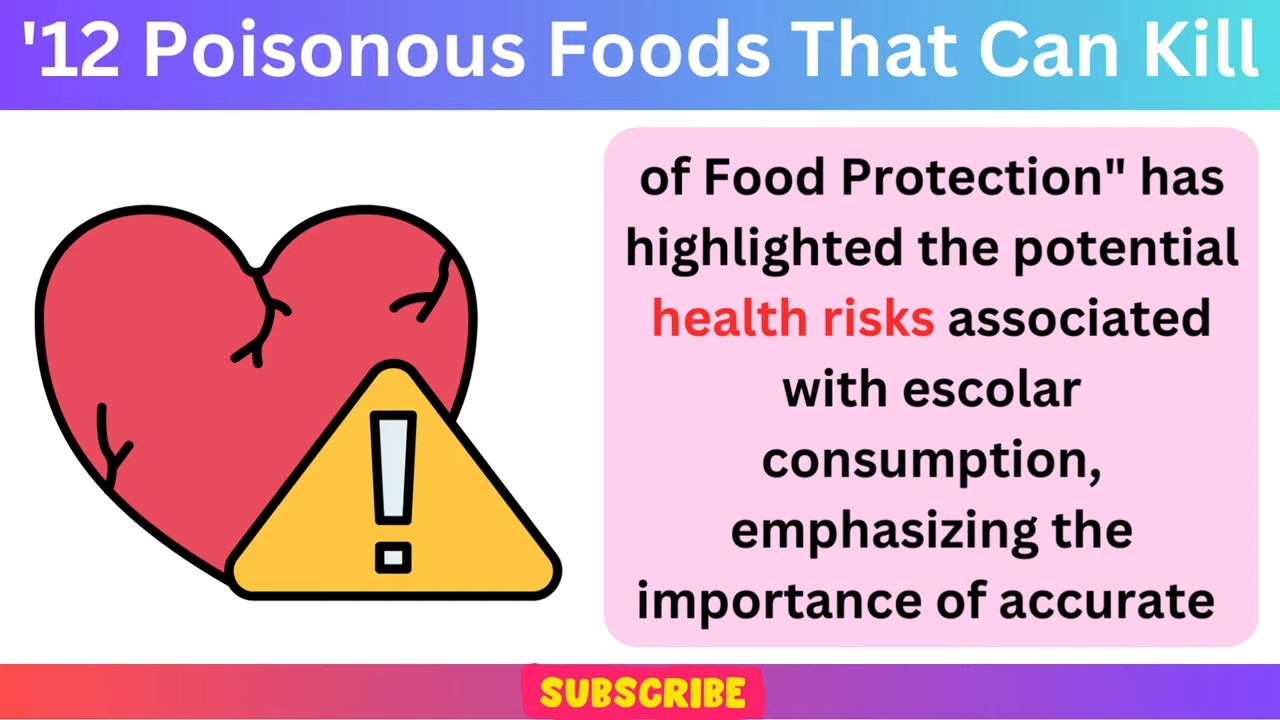 '12 Poisonous Foods That Can Kill
of Food Protection" has
highlighted the potential
health risks associated
with escolar
consumption,
emphasizing the
importance of accurate
SUBSCRIBE